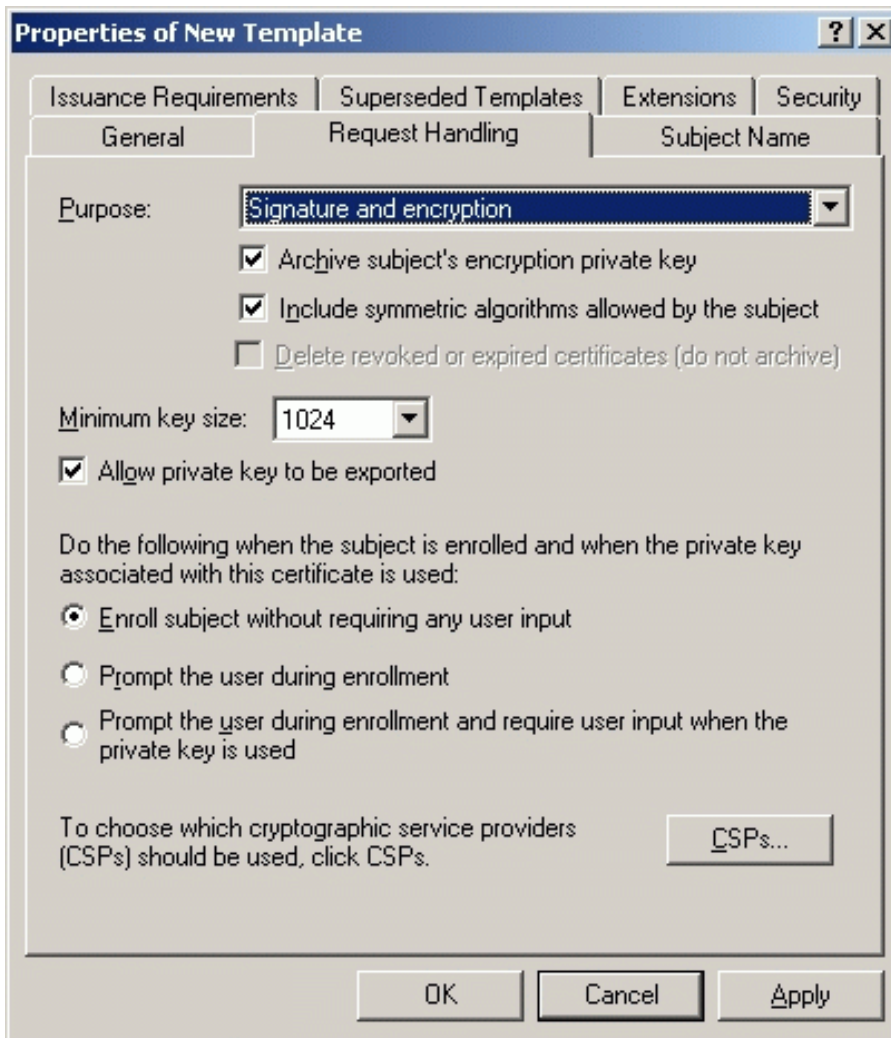 Properties of New Template
Issuance Requirements
Superseded Templates
Extensions
Security
General
Request Handling
Subject Name
Purpose:
Signature and encryption
Archive subject's encryption private key
Include symmetric algorithms allowed by the subject
Delete revoked or expired certificates (do not archive)
Minimum key size:
1024
Allow private key to be exported
Do the following when the subject is enrolled and when the private key
associated with this certificate is used:
Enroll subject without requiring any user input
Prompt the user during enrollment
Prompt the user during enrollment and require user input when the
private key is used
To choose which cryptographic service providers
(CSPs) should be used, click CSPs.
CSPs...
OK
Cancel
Apply